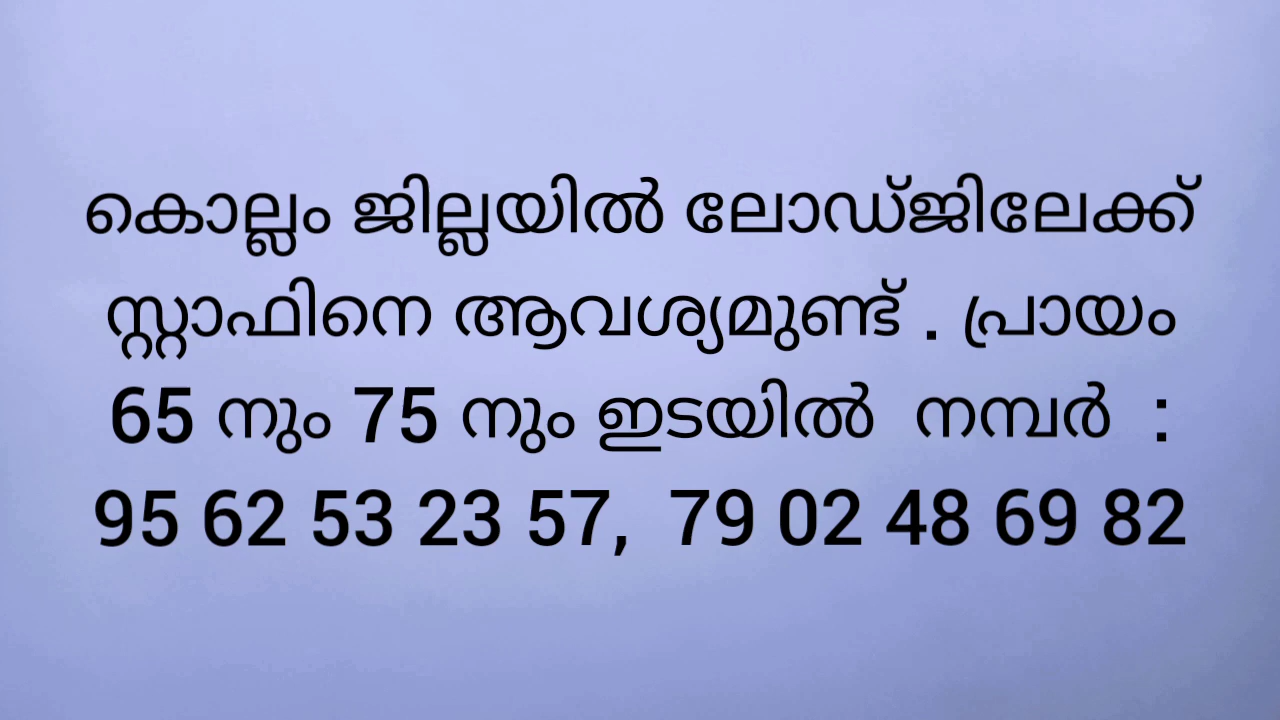 കൊല്ലം ജില്ലയിൽ ലോഡ്ജിലേക്ക്
സ്റ്റാഫിനെ ആവശ്യമുണ്ട് . പ്രായം
65 നും 75 നും ഇടയിൽ നമ്പർ :
95 62 53 23 57, 79 02 48 69 82